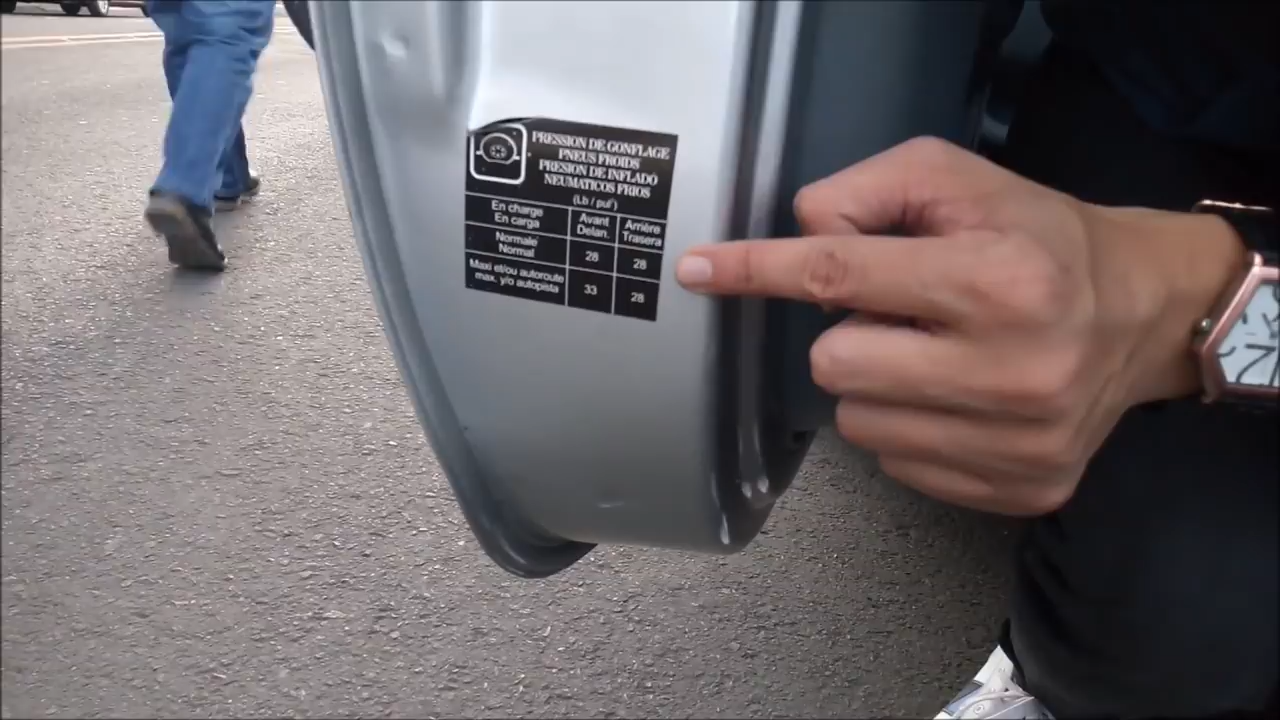 PRESSION DE GONFLAGE
PNEUS FROIDS
PRESION DE INFLADO
NEUMATICOS FRIOS
(Lb / pul²)
En charge Avant Arrière
En carga Delan. Trasera
Normale
Normal 28 28
Maxi et/ou autoroute
max. y/o autopista 33 28